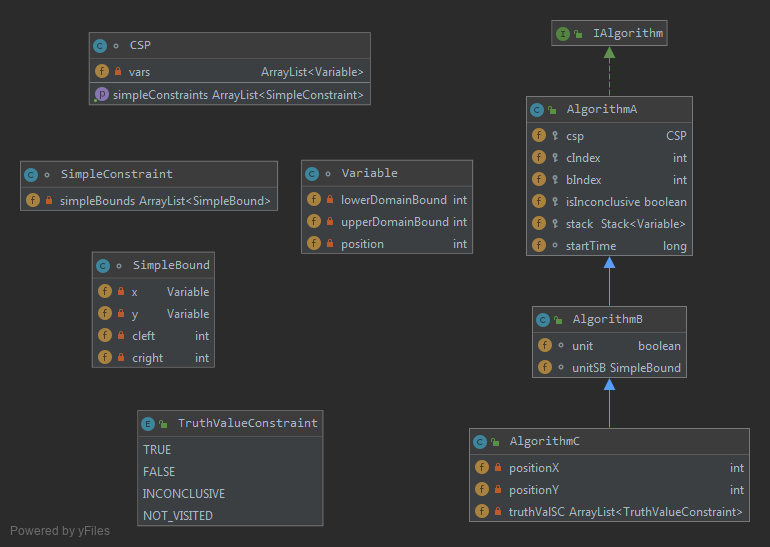 CSP
vars ArrayList<Variable>
simpleConstraints ArrayList<SimpleConstraint>
SimpleConstraint
simpleBounds ArrayList<SimpleBound>
Variable
lowerDomainBound int
upperDomainBound int
position int
SimpleBound
x Variable
y Variable
cleft int
cright int
TruthValueConstraint
TRUE
FALSE
INCONCLUSIVE
NOT_VISITED
IAlgorithm
AlgorithmA
csp CSP
cIndex int
bIndex int
isInconclusive boolean
stack Stack<Variable>
startTime long
AlgorithmB
unit boolean
unitSB SimpleBound
AlgorithmC
positionX int
positionY int
truthValSC ArrayList<TruthValueConstraint>
Powered by yFiles